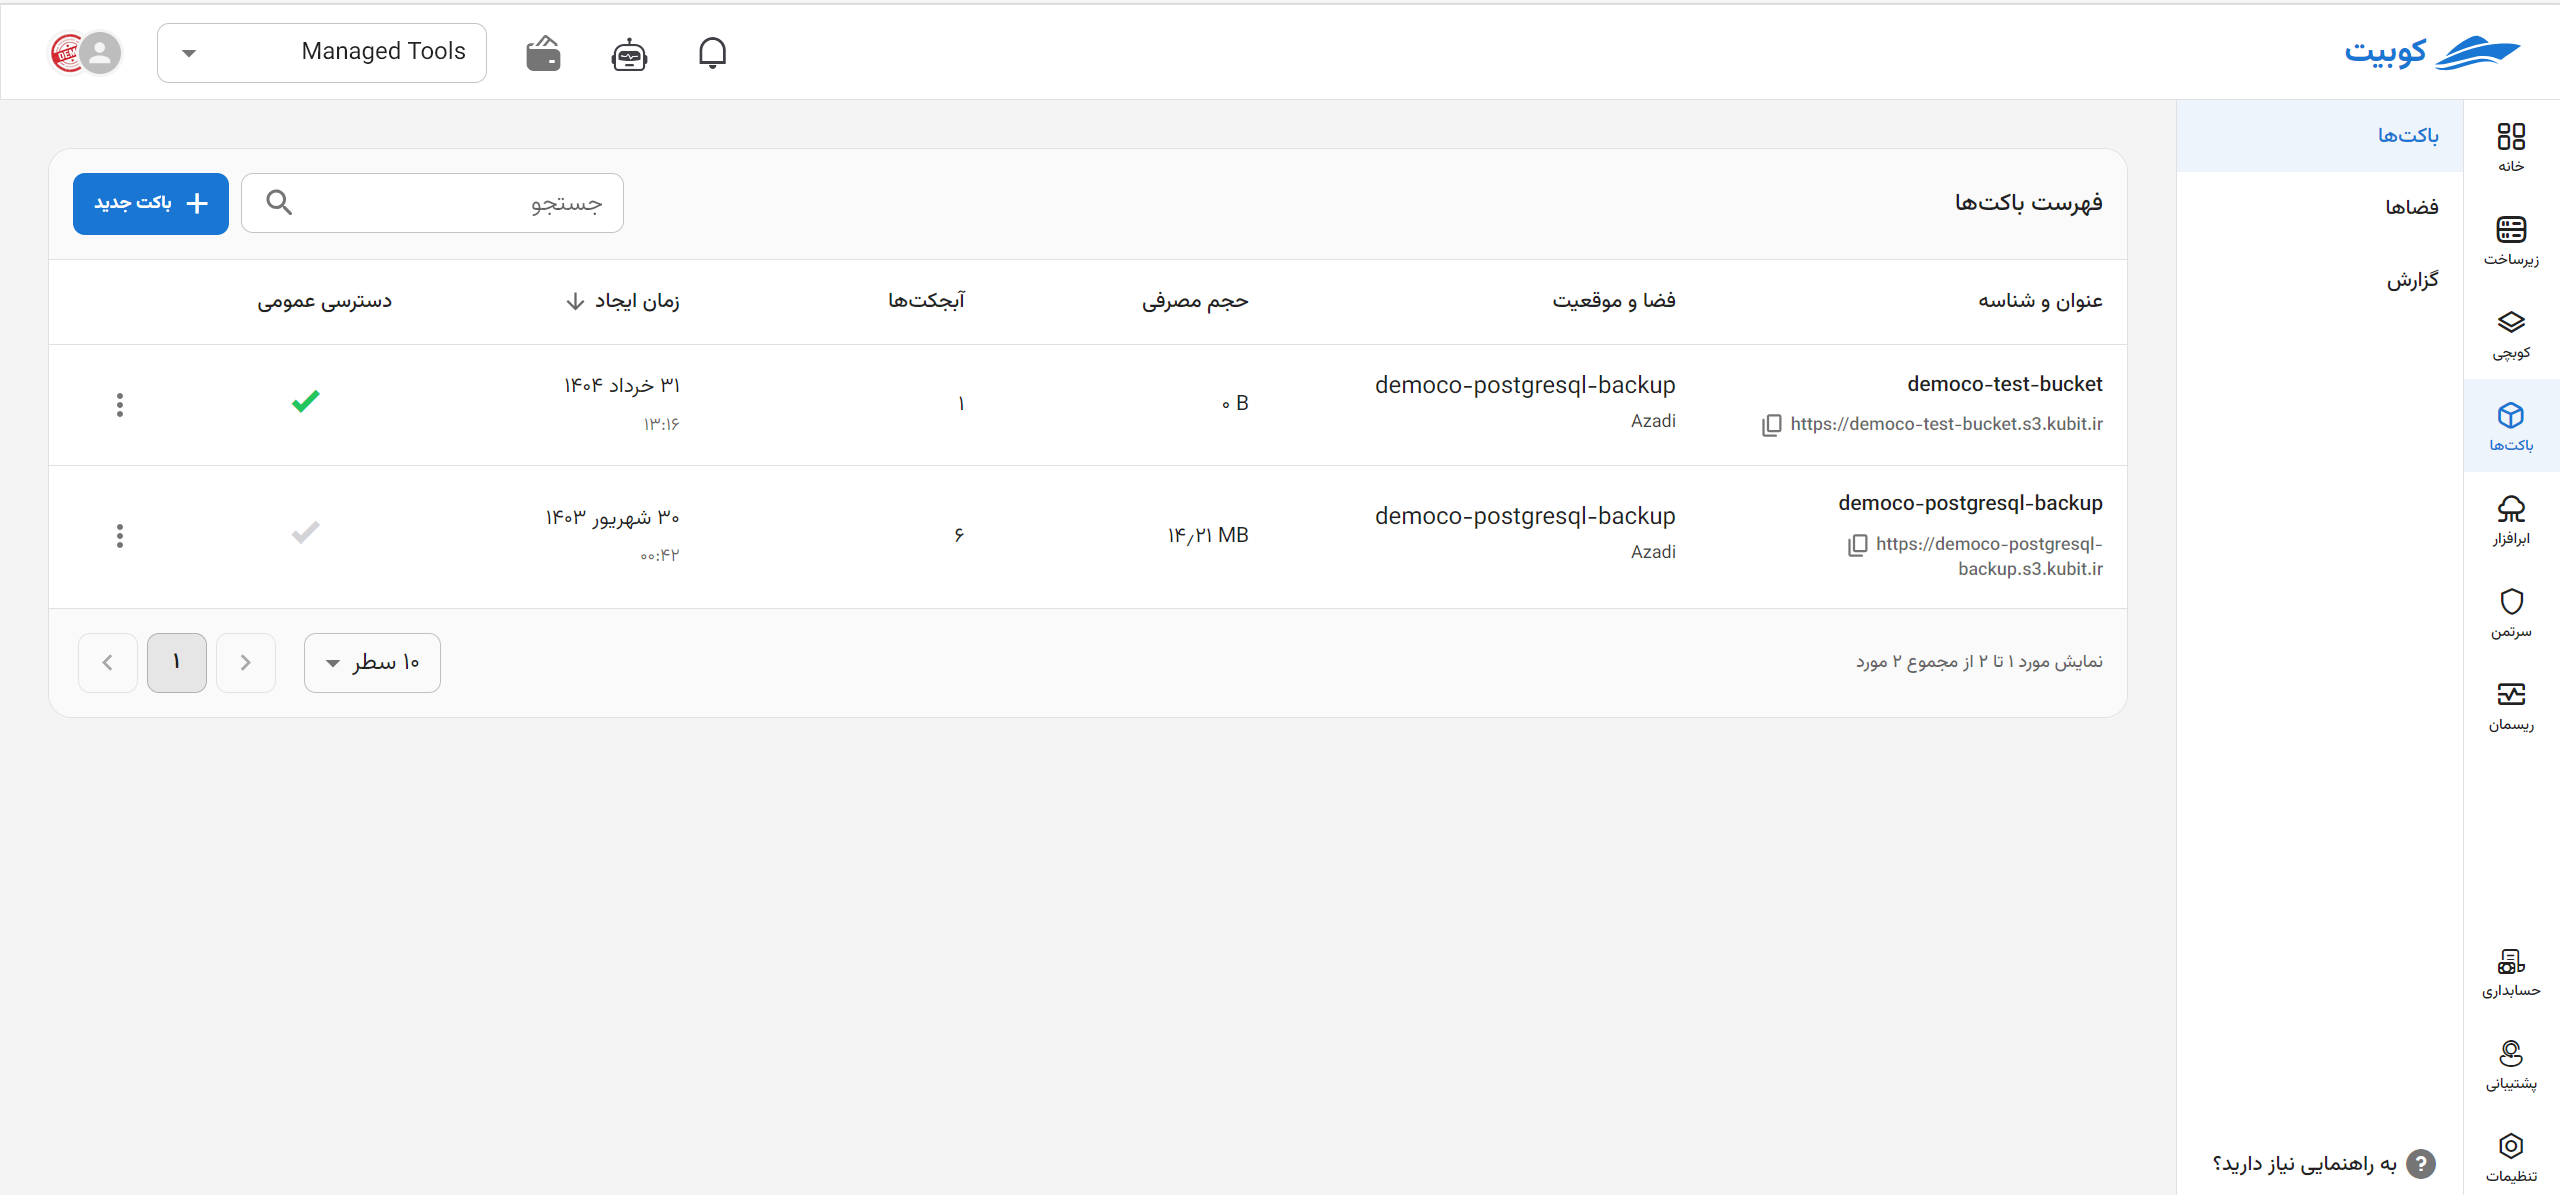 کوبیت
Managed Tools
خانه
زیرساخت
کوبچی
باکت‌ها
ابرافزار
سرتمن
ریسمان
حسابداری
پشتیبانی
تنظیمات
باکت‌ها
فضاها
گزارش
به راهنمایی نیاز دارید؟
فهرست باکت‌ها
جستجو
باکت جدید
عنوان و شناسه
فضا و موقعیت
حجم مصرفی
آبجکت‌ها
زمان ایجاد
دسترسی عمومی
democo-test-bucket
https://democo-test-bucket.s3.kubit.ir
democo-postgresql-backup
Azadi
۰ B
۱
۳۱ خرداد ۱۴۰۴
۱۳:۱۶
democo-postgresql-backup
https://democo-postgresql-
backup.s3.kubit.ir
democo-postgresql-backup
Azadi
۱۴٫۲۱ MB
۶
۳۰ شهریور ۱۴۰۳
۰۰:۴۲
نمایش مورد ۱ تا ۲ از مجموع ۲ مورد
۱۰ سطر
۱